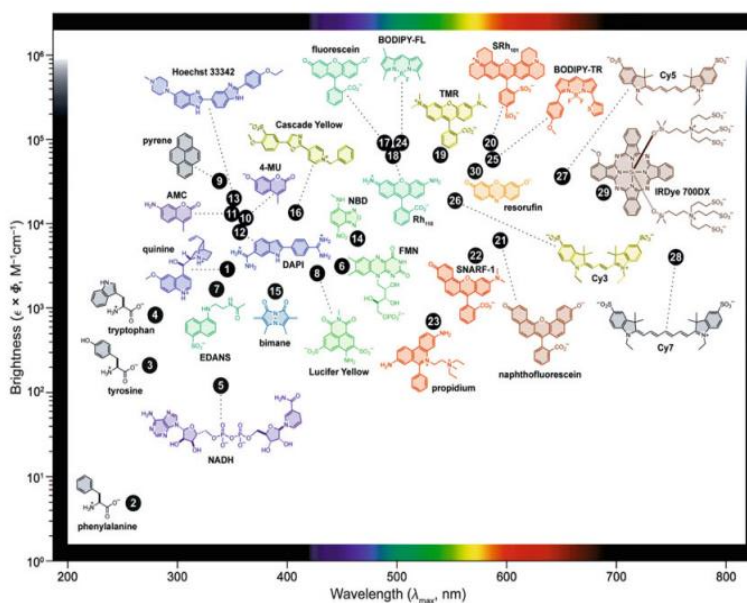 fluorescein
BODIPY-FL
SRh₁₀₁
BODIPY-TR
Cy5
Hoechst 33342
TMR
Cascade Yellow
pyrene
4-MU
17
24
18
19
20
25
30
27
29
IRDye 700DX
9
13
11
10
12
16
AMC
NBD
14
Rh₁₁₀
resorufin
26
quinine
1
7
DAPI
8
6
FMN
22
21
SNARF-1
Cy3
28
tryptophan
4
15
EDANS
bimane
Lucifer Yellow
23
propidium
naphthofluorescein
Cy7
tyrosine
3
5
NADH
phenylalanine
2
Brightness (ϵ × Φ, M⁻¹cm⁻¹)
10⁶
10⁵
10⁴
10³
10²
10¹
10⁰
200 300 400 500 600 700 800
Wavelength (λmax, nm)